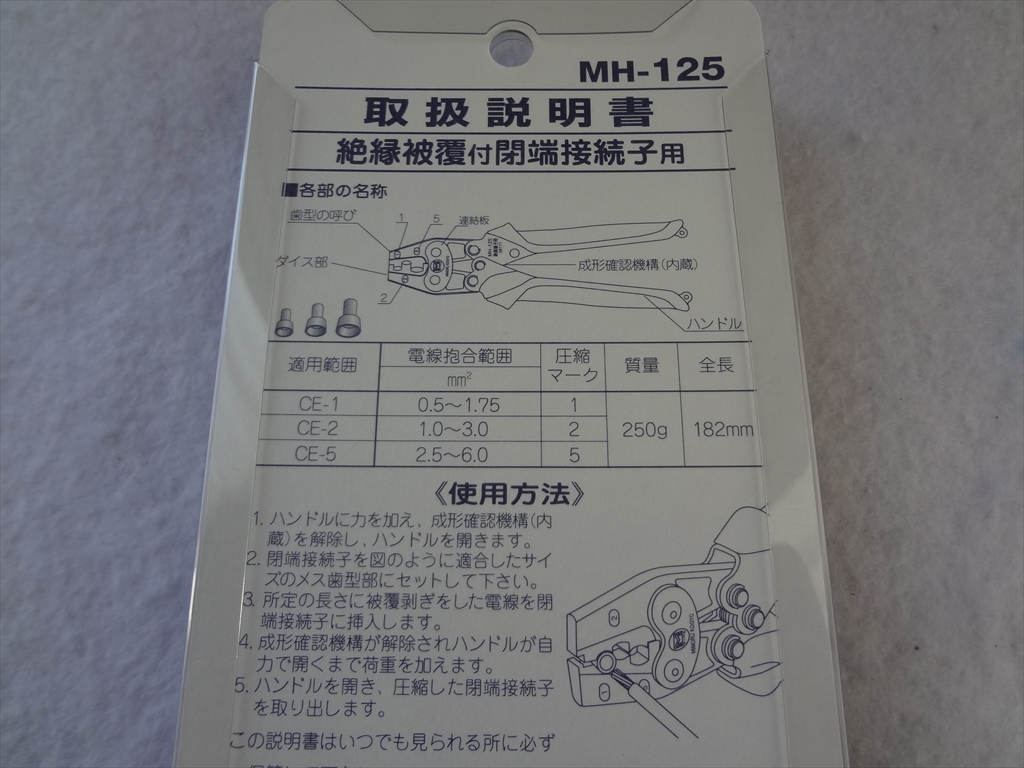 MH-125
取扱説明書
絶縁被覆付閉端接続子用
■各部の名称
歯型の呼び 1 5 連結板
MH-125
ダイス部 成形確認機構(内蔵)
2
ハンドル
適用範囲 電線抱合範囲 mm² 圧縮マーク 質量 全長
CE-1 0.5〜1.75 1
CE-2 1.0〜3.0 2 250g 182mm
CE-5 2.5〜6.0 5
《使用方法》
1. ハンドルに力を加え、成形確認機構(内
蔵)を解除し、ハンドルを開きます。
2. 閉端接続子を図のように適合したサイ
ズのメス歯型部にセットして下さい。
3. 所定の長さに被覆剥ぎをした電線を閉
端接続子に挿入します。
4. 成形確認機構が解除されハンドルが自
力で開くまで荷重を加えます。
5. ハンドルを開き、圧縮した閉端接続子
を取り出します。
2
この説明書はいつでも見られる所に必ず